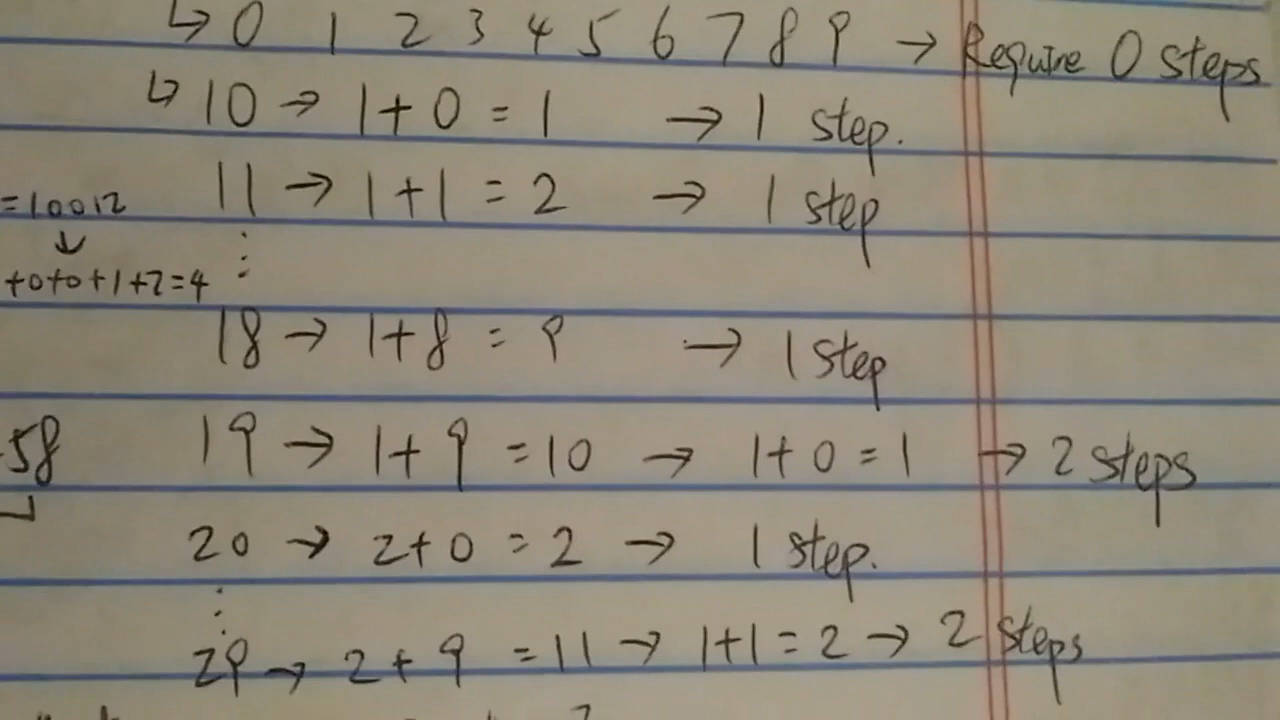 ↳ 0 1 2 3 4 5 6 7 8 9 → Require 0 steps
↳ 10 → 1+0 = 1 → 1 step.
11 → 1+1 = 2 → 1 step
=10012
↓
+0+0+1+2=4
⋮
18 → 1+8 = 9 → 1 step
58
19 → 1+9 = 10 → 1+0=1 → 2 steps
20 → 2+0 = 2 → 1 step.
⋮
29 → 2+9 = 11 → 1+1=2 → 2 steps